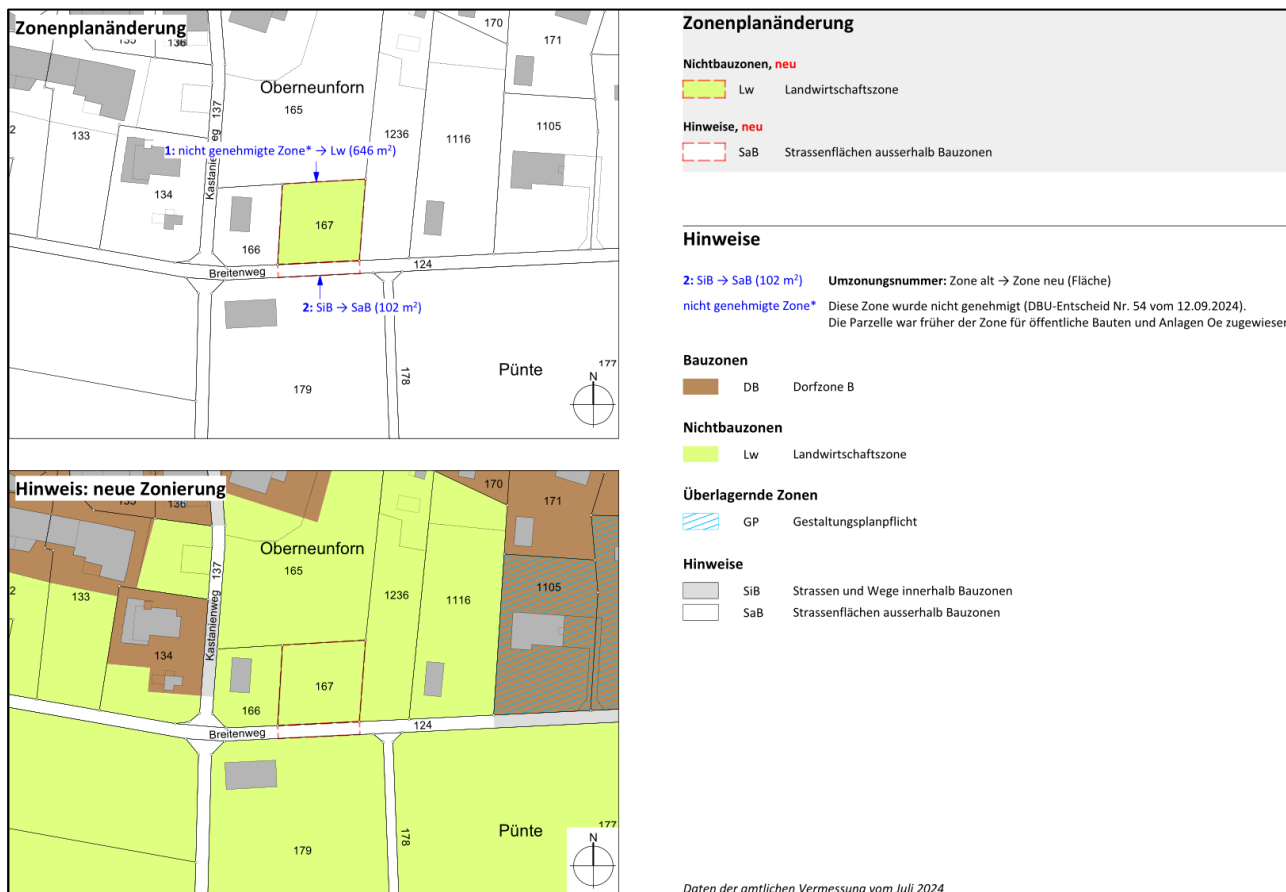 Zonenplanänderung
135
136
170
171
137
Oberneunforn
165
2
133
1236
1116
1105
1: nicht genehmigte Zone* → Lw (646 m²)
Kastanienweg
134
167
166
124
Breitenweg
2: SiB → SaB (102 m²)
Pünte
177
179
178
N
Hinweis: neue Zonierung
135
136
170
171
137
Oberneunforn
165
2
133
1236
1116
1105
Kastanienweg
134
167
166
124
Breitenweg
Pünte
177
179
178
N
Zonenplanänderung
Nichtbauzonen, neu
Lw Landwirtschaftszone
Hinweise, neu
SaB Strassenflächen ausserhalb Bauzonen
Hinweise
2: SiB → SaB (102 m²) Umzonungsnummer: Zone alt → Zone neu (Fläche)
nicht genehmigte Zone* Diese Zone wurde nicht genehmigt (DBU-Entscheid Nr. 54 vom 12.09.2024).
Die Parzelle war früher der Zone für öffentliche Bauten und Anlagen Oe zugewiesen
Bauzonen
DB Dorfzone B
Nichtbauzonen
Lw Landwirtschaftszone
Überlagernde Zonen
GP Gestaltungsplanpflicht
Hinweise
SiB Strassen und Wege innerhalb Bauzonen
SaB Strassenflächen ausserhalb Bauzonen
Daten der amtlichen Vermessung vom Juli 2024